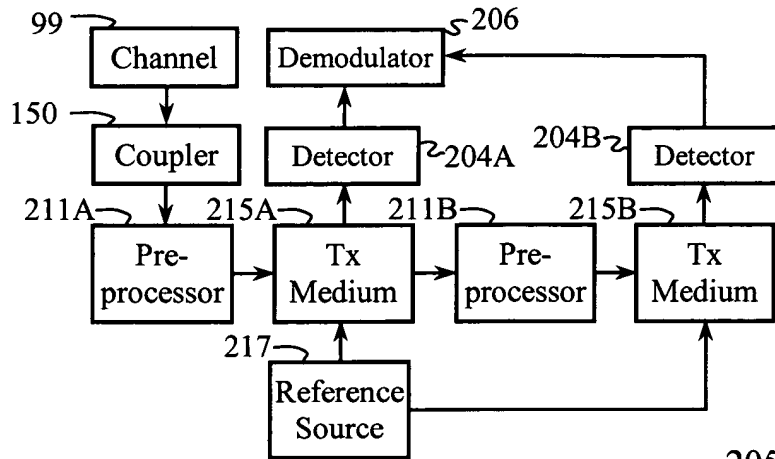 99
206
Channel
Demodulator
150
Coupler
Detector
204A
204B
Detector
211A
215A
211B
215B
Pre-
processor
Tx
Medium
Pre-
processor
Tx
Medium
217
Reference
Source